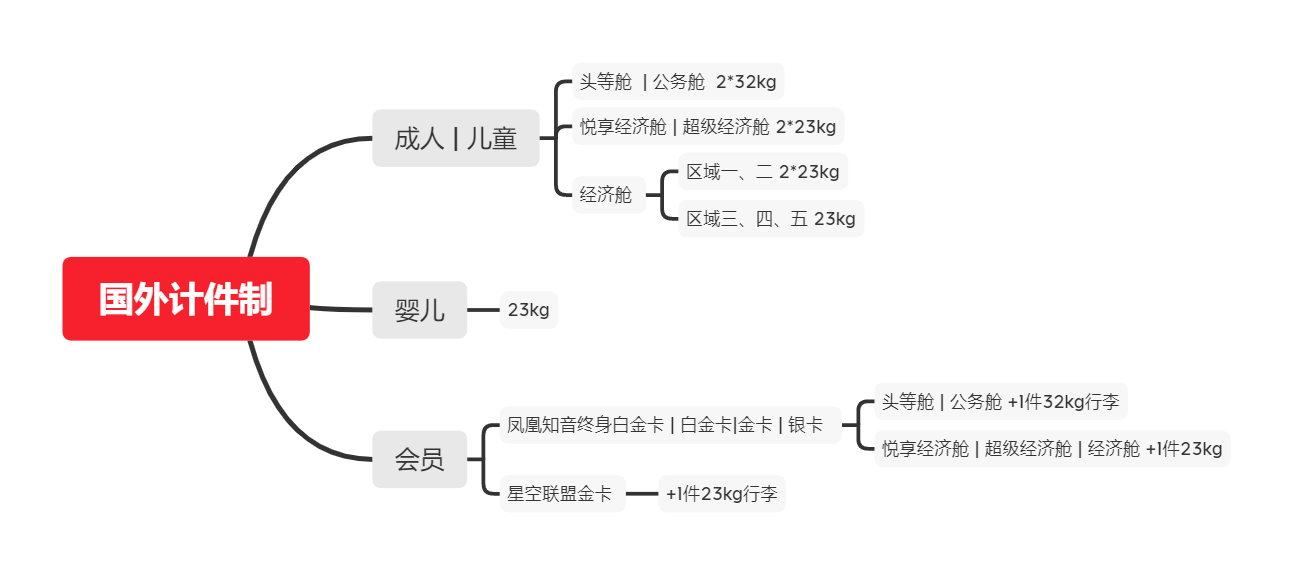 国外计件制
成人 | 儿童
头等舱 | 公务舱 2*32kg
悦享经济舱 | 超级经济舱 2*23kg
经济舱
区域一、二 2*23kg
区域三、四、五 23kg
婴儿
23kg
会员
凤凰知音终身白金卡 | 白金卡|金卡 | 银卡
头等舱 | 公务舱 +1件32kg行李
悦享经济舱 | 超级经济舱 | 经济舱 +1件23kg
星空联盟金卡
+1件23kg行李